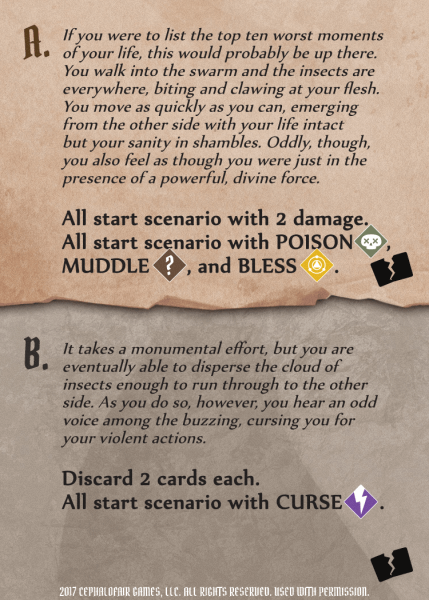 A. If you were to list the top ten worst moments
of your life, this would probably be up there.
You walk into the swarm and the insects are
everywhere, biting and clawing at your flesh.
You move as quickly as you can, emerging
from the other side with your life intact
but your sanity in shambles. Oddly, though,
you also feel as though you were just in the
presence of a powerful, divine force.
All start scenario with 2 damage.
All start scenario with POISON ,
MUDDLE ? , and BLESS .
B. It takes a monumental effort, but you are
eventually able to disperse the cloud of
insects enough to run through to the other
side. As you do so, however, you hear an odd
voice among the buzzing, cursing you for
your violent actions.
Discard 2 cards each.
All start scenario with CURSE .
2017 CEPHALOFAIR GAMES, LLC. ALL RIGHTS RESERVED. USED WITH PERMISSION.